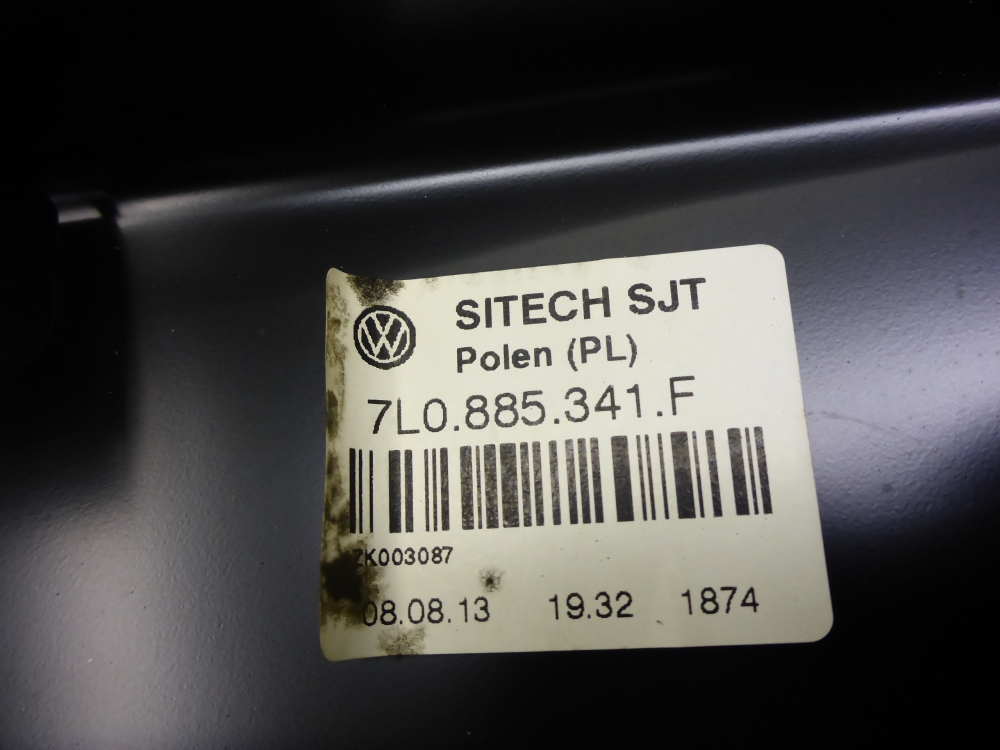 SITECH SJT
Polen (PL)
7L0.885.341.F
ZK003087
08.08.13 19.32 1874